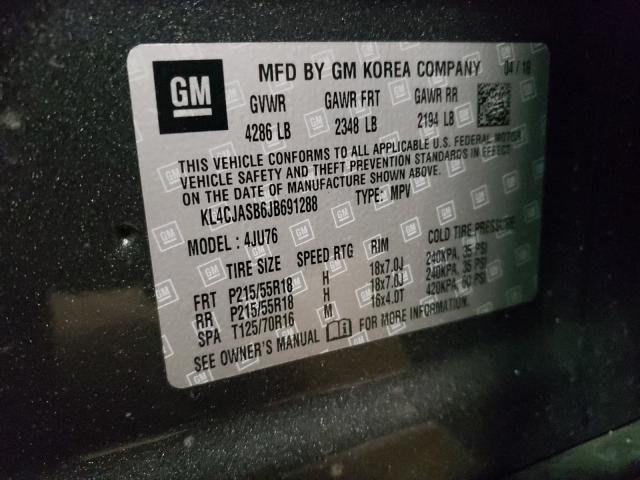 GM
MFD BY GM KOREA COMPANY 04/18
GVWR GAWR FRT GAWR RR
4286 LB 2348 LB 2194 LB
THIS VEHICLE CONFORMS TO ALL APPLICABLE U.S. FEDERAL MOTOR
VEHICLE SAFETY AND THEFT PREVENTION STANDARDS IN EFFECT
ON THE DATE OF MANUFACTURE SHOWN ABOVE.
KL4CJASB6JB691288 TYPE: MPV
MODEL : 4JU76
TIRE SIZE SPEED RTG RIM COLD TIRE PRESSURE
FRT P215/55R18 H 18x7.0J 240KPA, 35 PSI
RR P215/55R18 H 18x7.0J 240KPA, 35 PSI
SPA T125/70R16 M 16x4.0T 420KPA, 60 PSI
SEE OWNER'S MANUAL FOR MORE INFORMATION.